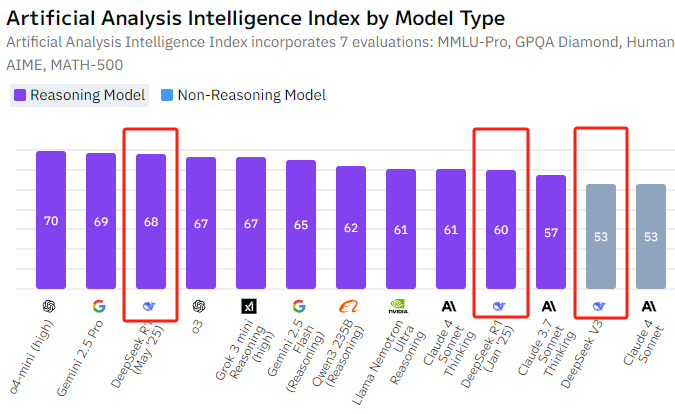 Artificial Analysis Intelligence Index by Model Type
Artificial Analysis Intelligence Index incorporates 7 evaluations: MMLU-Pro, GPQA Diamond, Human
AIME, MATH-500
Reasoning Model
Non-Reasoning Model
70
69
68
67
67
65
62
61
61
60
57
53
53
NVIDIA
o4-mini (high)
Gemini 2.5 Pro
DeepSeek R1
(May '25)
o3
Grok 3 mini
Reasoning
(high)
Gemini 2.5
Flash
(Reasoning)
Qwen3 235B
(Reasoning)
Llama Nemotron
Ultra
Reasoning
Claude 4
Sonnet
Thinking
DeepSeek R1
(Jan '25)
Claude 3.7
Sonnet
Thinking
DeepSeek V3
Claude 4
Sonnet